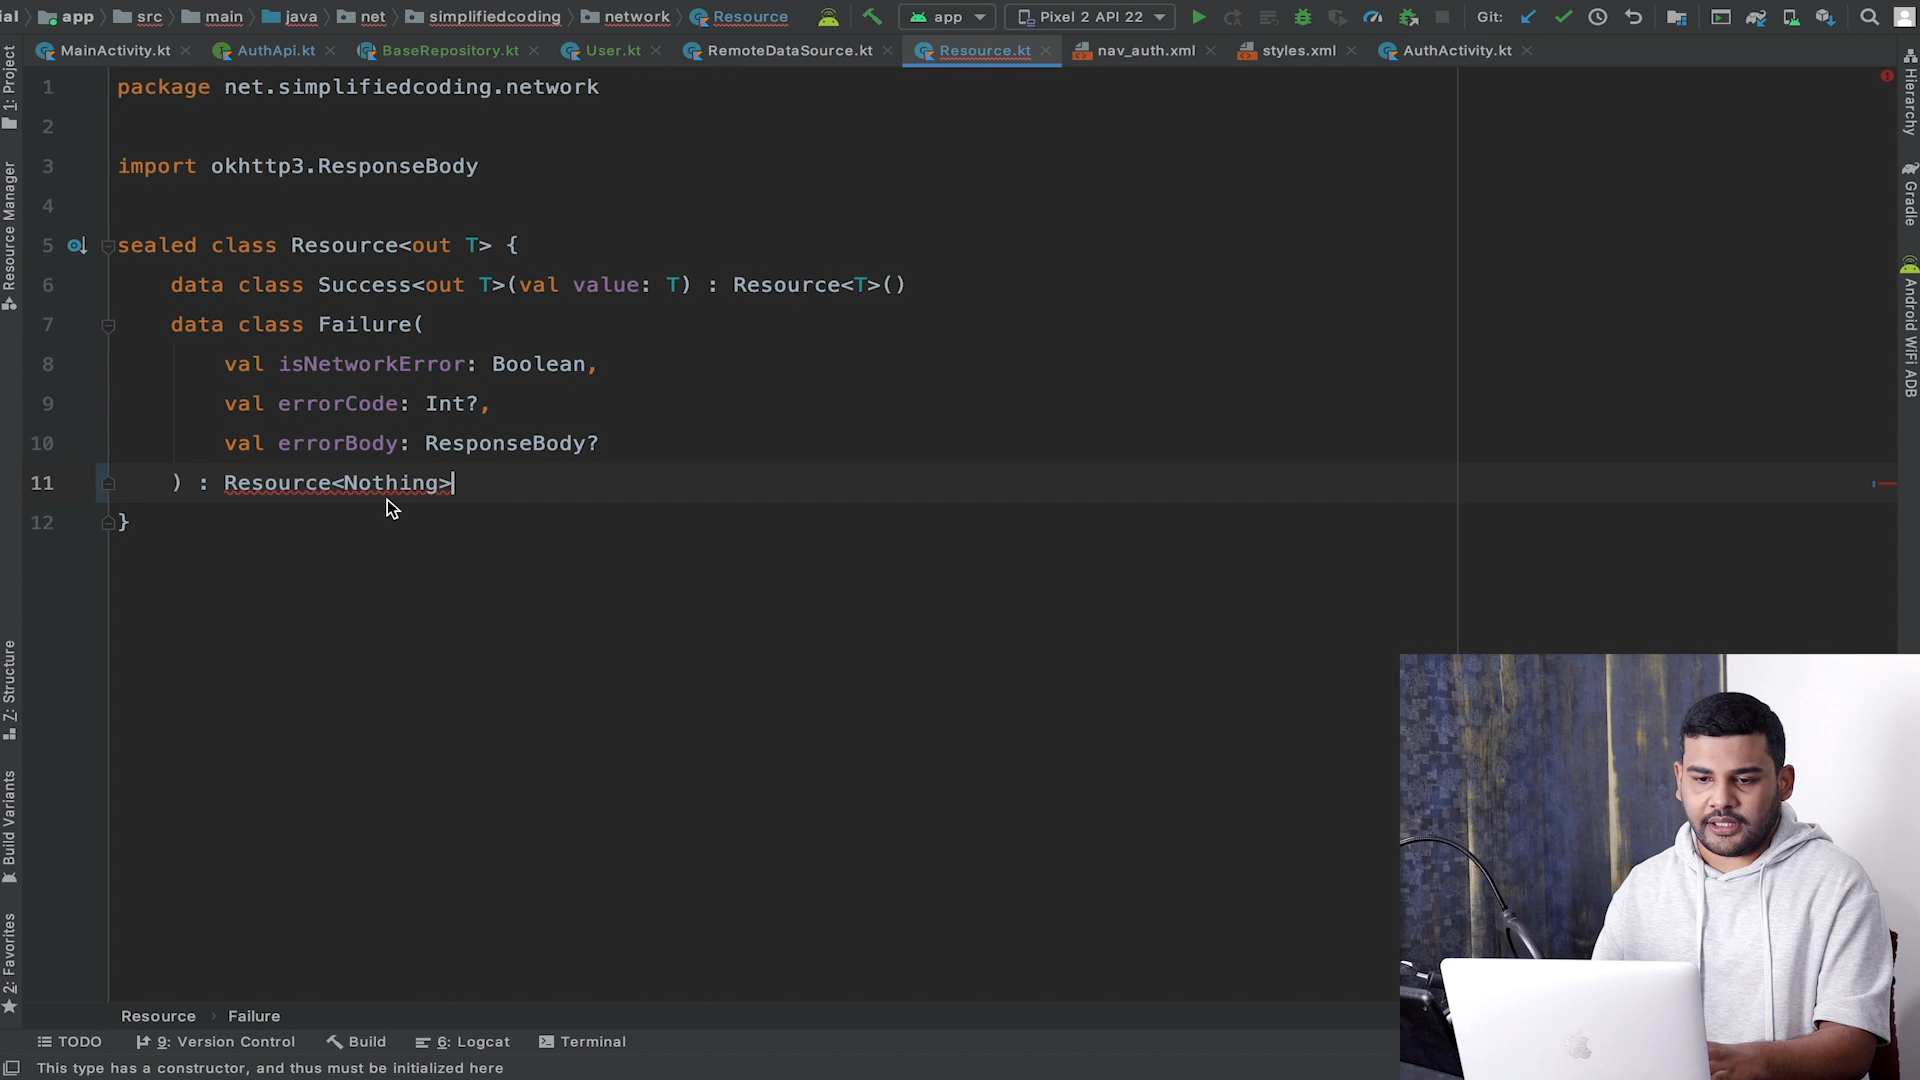 ial app src main java net simplifiedcoding network Resource app Pixel 2 API 22 Git:
MainActivity.kt AuthApi.kt BaseRepository.kt User.kt RemoteDataSource.kt Resource.kt nav_auth.xml styles.xml AuthActivity.kt
1 package net.simplifiedcoding.network
2
3 import okhttp3.ResponseBody
4
5 sealed class Resource<out T> {
6 data class Success<out T>(val value: T) : Resource<T>()
7 data class Failure(
8 val isNetworkError: Boolean,
9 val errorCode: Int?,
10 val errorBody: ResponseBody?
11 ) : Resource<Nothing>
12 }
1: Project
Resource Manager
7: Structure
Build Variants
2: Favorites
Hierarchy
Gradle
Android WiFi ADB
Resource › Failure
TODO 9: Version Control Build 6: Logcat Terminal
This type has a constructor, and thus must be initialized here